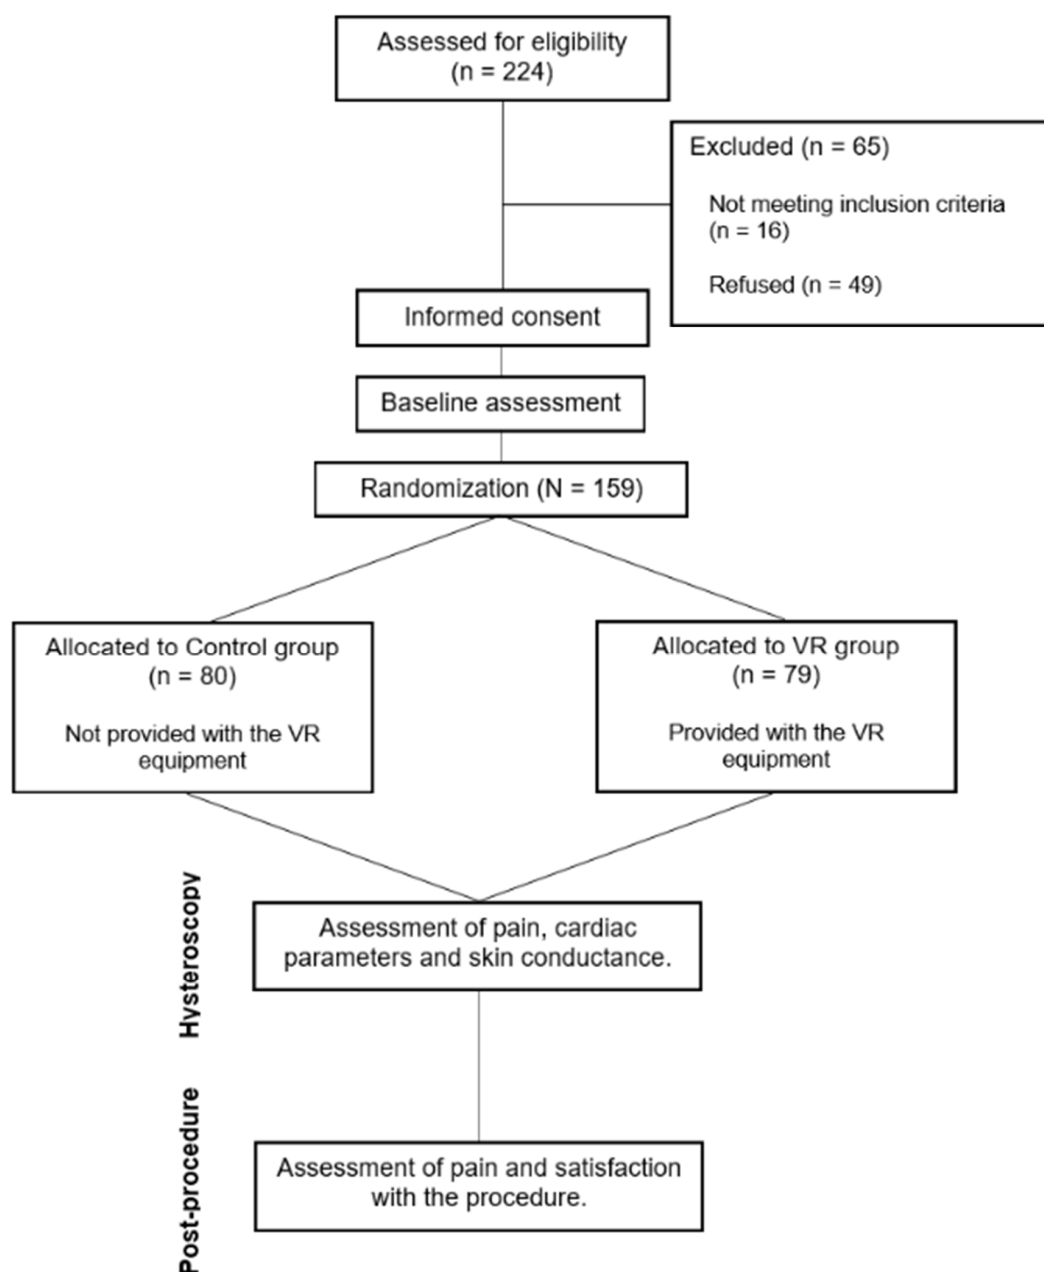 Assessed for eligibility
(n = 224)
Excluded (n = 65)
Not meeting inclusion criteria
(n = 16)
Refused (n = 49)
Informed consent
Baseline assessment
Randomization (N = 159)
Allocated to Control group
(n = 80)
Not provided with the VR
equipment
Allocated to VR group
(n = 79)
Provided with the VR
equipment
Hysteroscopy
Assessment of pain, cardiac
parameters and skin conductance.
Post-procedure
Assessment of pain and satisfaction
with the procedure.